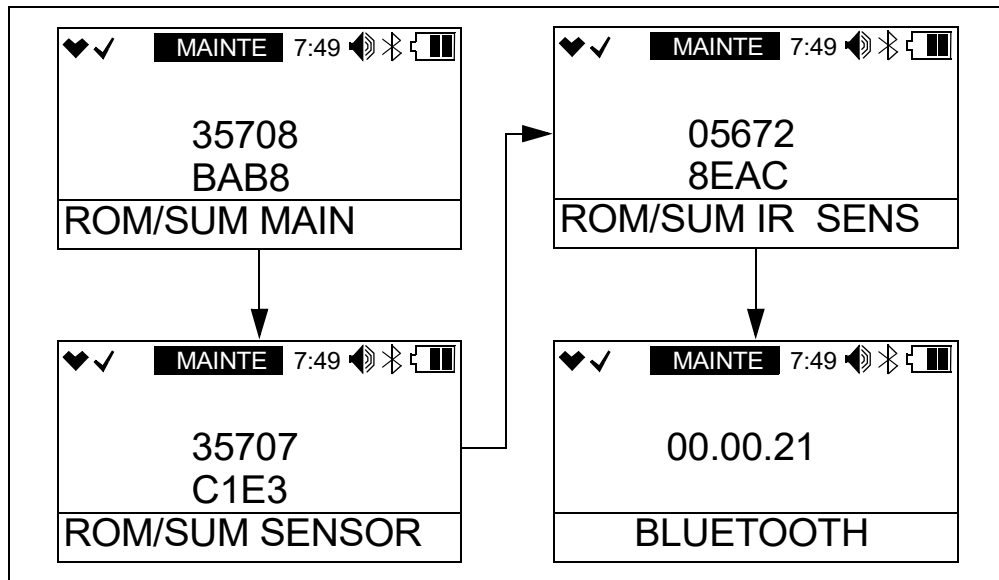 MAINTE 7:49
35708
BAB8
ROM/SUM MAIN
MAINTE 7:49
35707
C1E3
ROM/SUM SENSOR
MAINTE 7:49
05672
8EAC
ROM/SUM IR SENS
MAINTE 7:49
00.00.21
BLUETOOTH